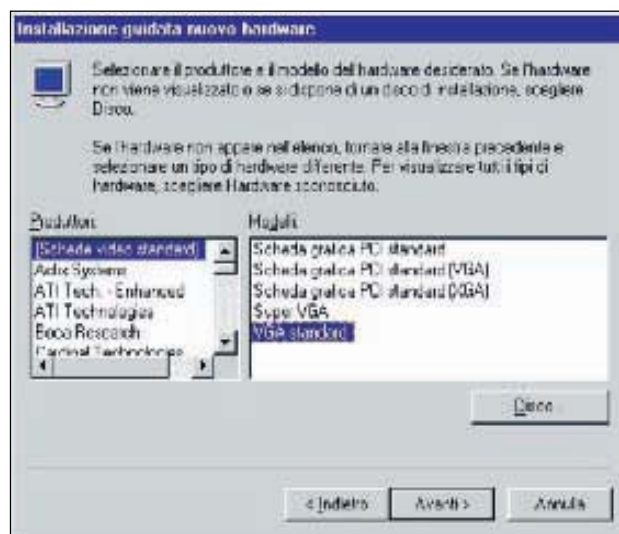 Installazione guidata nuovo hardware
Selezionare il produttore e il modello dell'hardware desiderato. Se l'hardware
non viene visualizzato o se si dispone di un disco di installazione, scegliere
Disco.
Se l'hardware non appare nell'elenco, tornare alla finestra precedente e
selezionare un tipo di hardware differente. Per visualizzare tutti i tipi di
hardware, scegliere Hardware sconosciuto.
Produttori:
Modelli:
(Schede video standard)
Actix Systems
ATI Tech. - Enhanced
ATI Technologies
Boca Research
Cardinal Technologies
Scheda grafica PCI standard
Scheda grafica PCI standard (VGA)
Scheda grafica PCI standard (XGA)
Super VGA
VGA standard
Disco...
< Indietro
Avanti >
Annulla